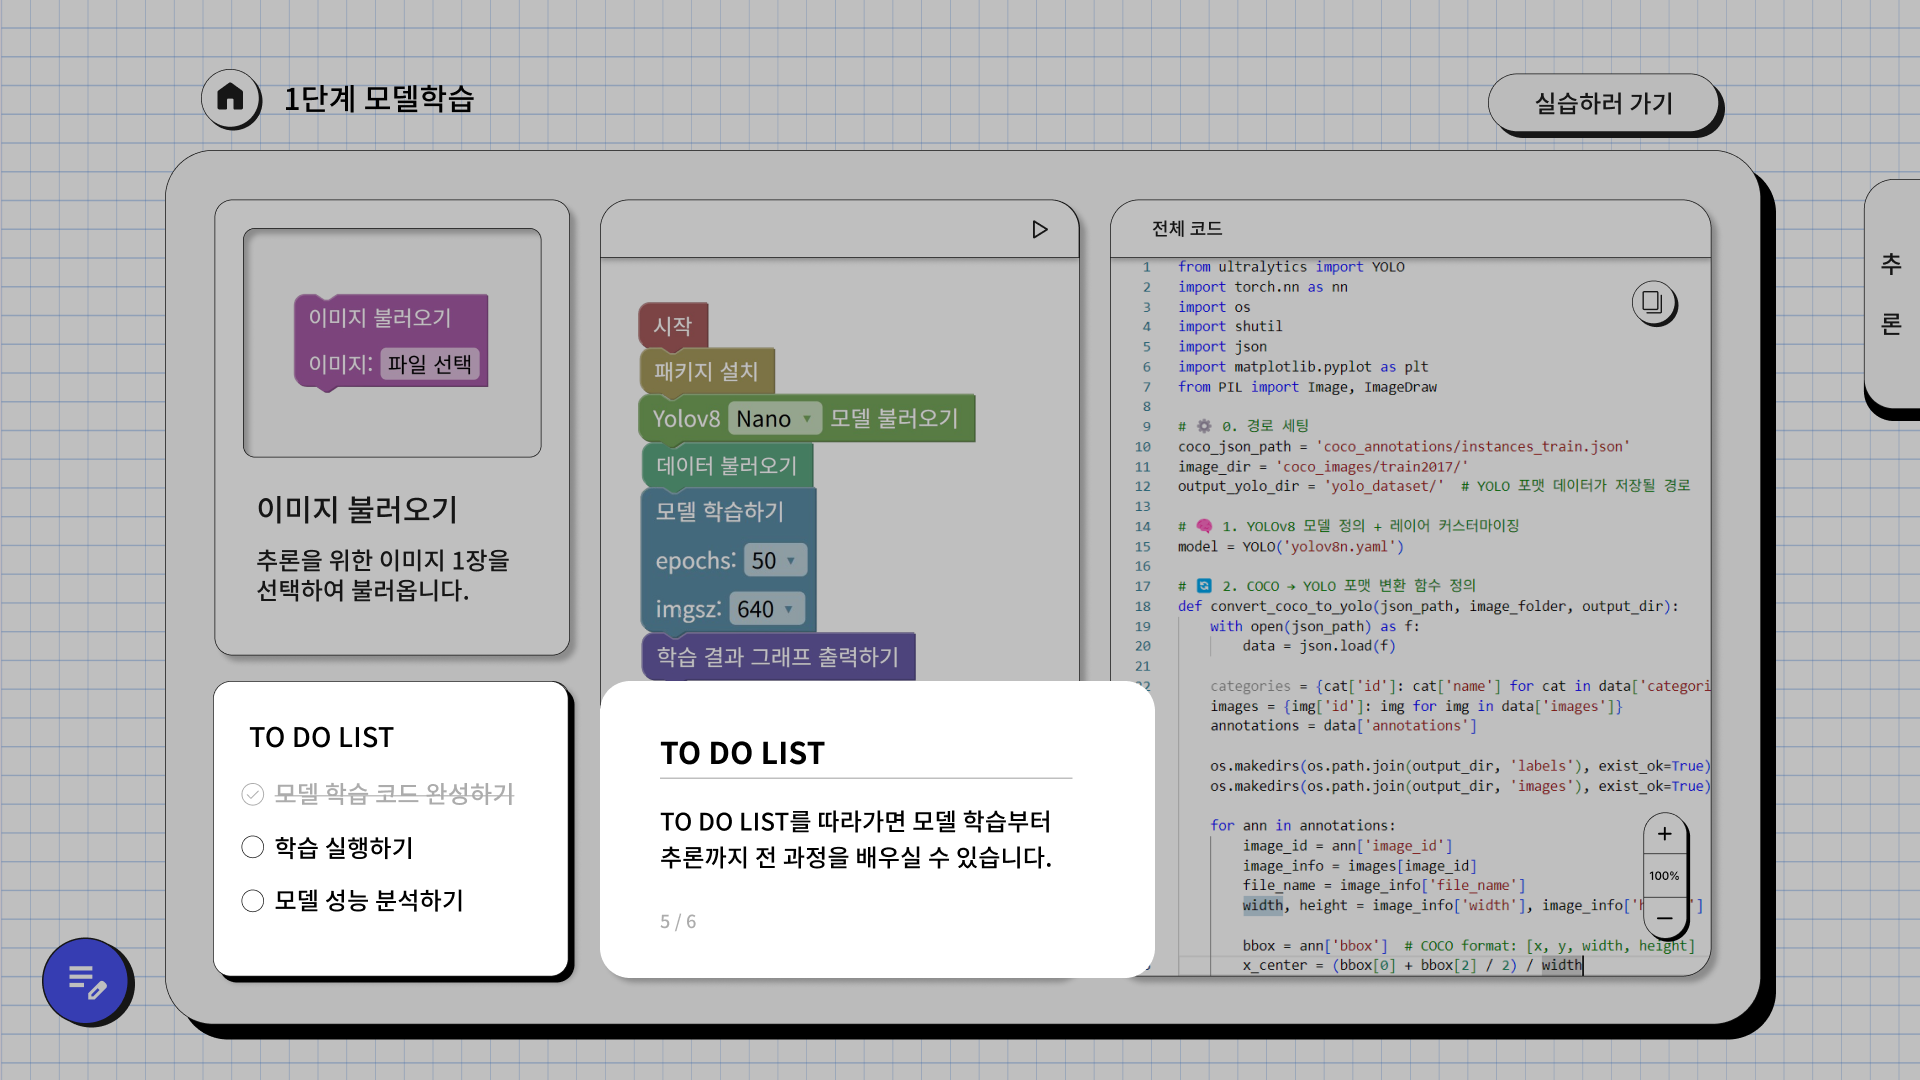 1단계 모델학습
실습하러 가기
이미지 불러오기
이미지: 파일 선택
이미지 불러오기
추론을 위한 이미지 1장을
선택하여 불러옵니다.
TO DO LIST
모델 학습 코드 완성하기
학습 실행하기
모델 성능 분석하기
시작
패키지 설치
Yolov8 Nano 모델 불러오기
데이터 불러오기
모델 학습하기
epochs: 50
imgsz: 640
학습 결과 그래프 출력하기
TO DO LIST
TO DO LIST를 따라가면 모델 학습부터
추론까지 전 과정을 배우실 수 있습니다.
5 / 6
전체 코드
1 from ultralytics import YOLO
2 import torch.nn as nn
3 import os
4 import shutil
5 import json
6 import matplotlib.pyplot as plt
7 from PIL import Image, ImageDraw
8
9 # ⚙️ 0. 경로 세팅
10 coco_json_path = 'coco_annotations/instances_train.json'
11 image_dir = 'coco_images/train2017/'
12 output_yolo_dir = 'yolo_dataset/' # YOLO 포맷 데이터가 저장될 경로
13
14 # 🧠 1. YOLOv8 모델 정의 + 레이어 커스터마이징
15 model = YOLO('yolov8n.yaml')
16
17 # 🔄 2. COCO → YOLO 포맷 변환 함수 정의
18 def convert_coco_to_yolo(json_path, image_folder, output_dir):
19 with open(json_path) as f:
20 data = json.load(f)
21
2 categories = {cat['id']: cat['name'] for cat in data['categori
images = {img['id']: img for img in data['images']}
annotations = data['annotations']
os.makedirs(os.path.join(output_dir, 'labels'), exist_ok=True)
os.makedirs(os.path.join(output_dir, 'images'), exist_ok=True)
for ann in annotations:
image_id = ann['image_id']
image_info = images[image_id]
file_name = image_info['file_name']
width, height = image_info['width'], image_info['h ']
bbox = ann['bbox'] # COCO format: [x, y, width, height]
x_center = (bbox[0] + bbox[2] / 2) / width
+
100%
−
추
론